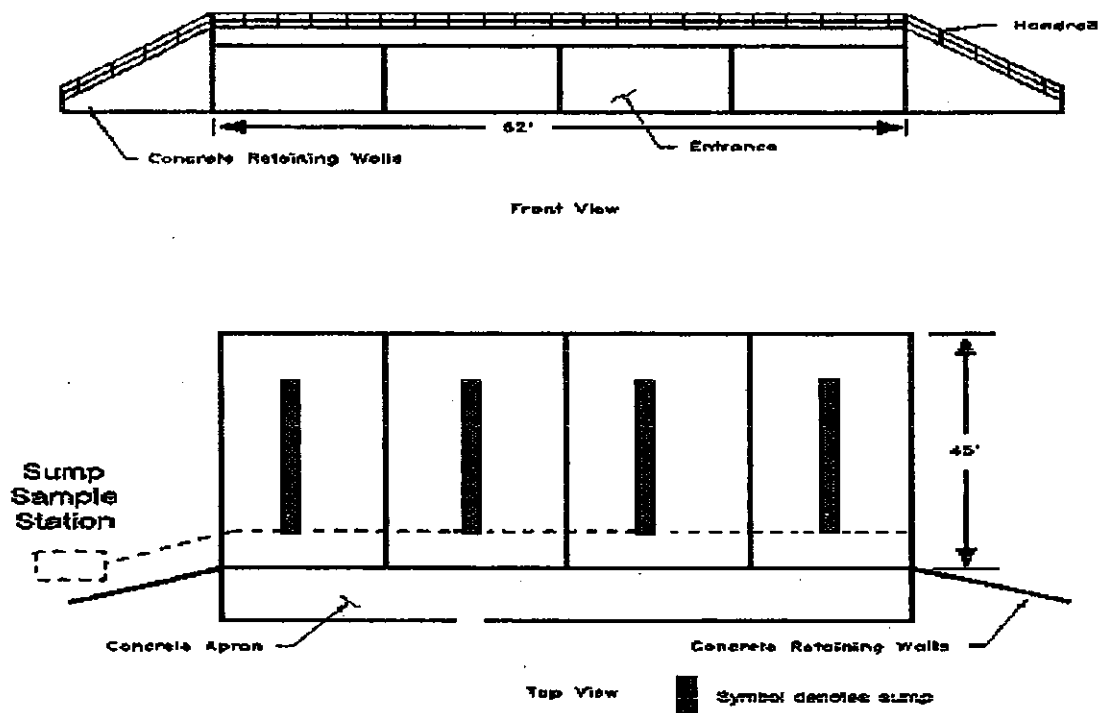 Handrail
62'
Concrete Retaining Walls
Entrance
Front View
45'
Sump
Sample
Station
Concrete Apron
Concrete Retaining Walls
Top View
Symbol denotes sump